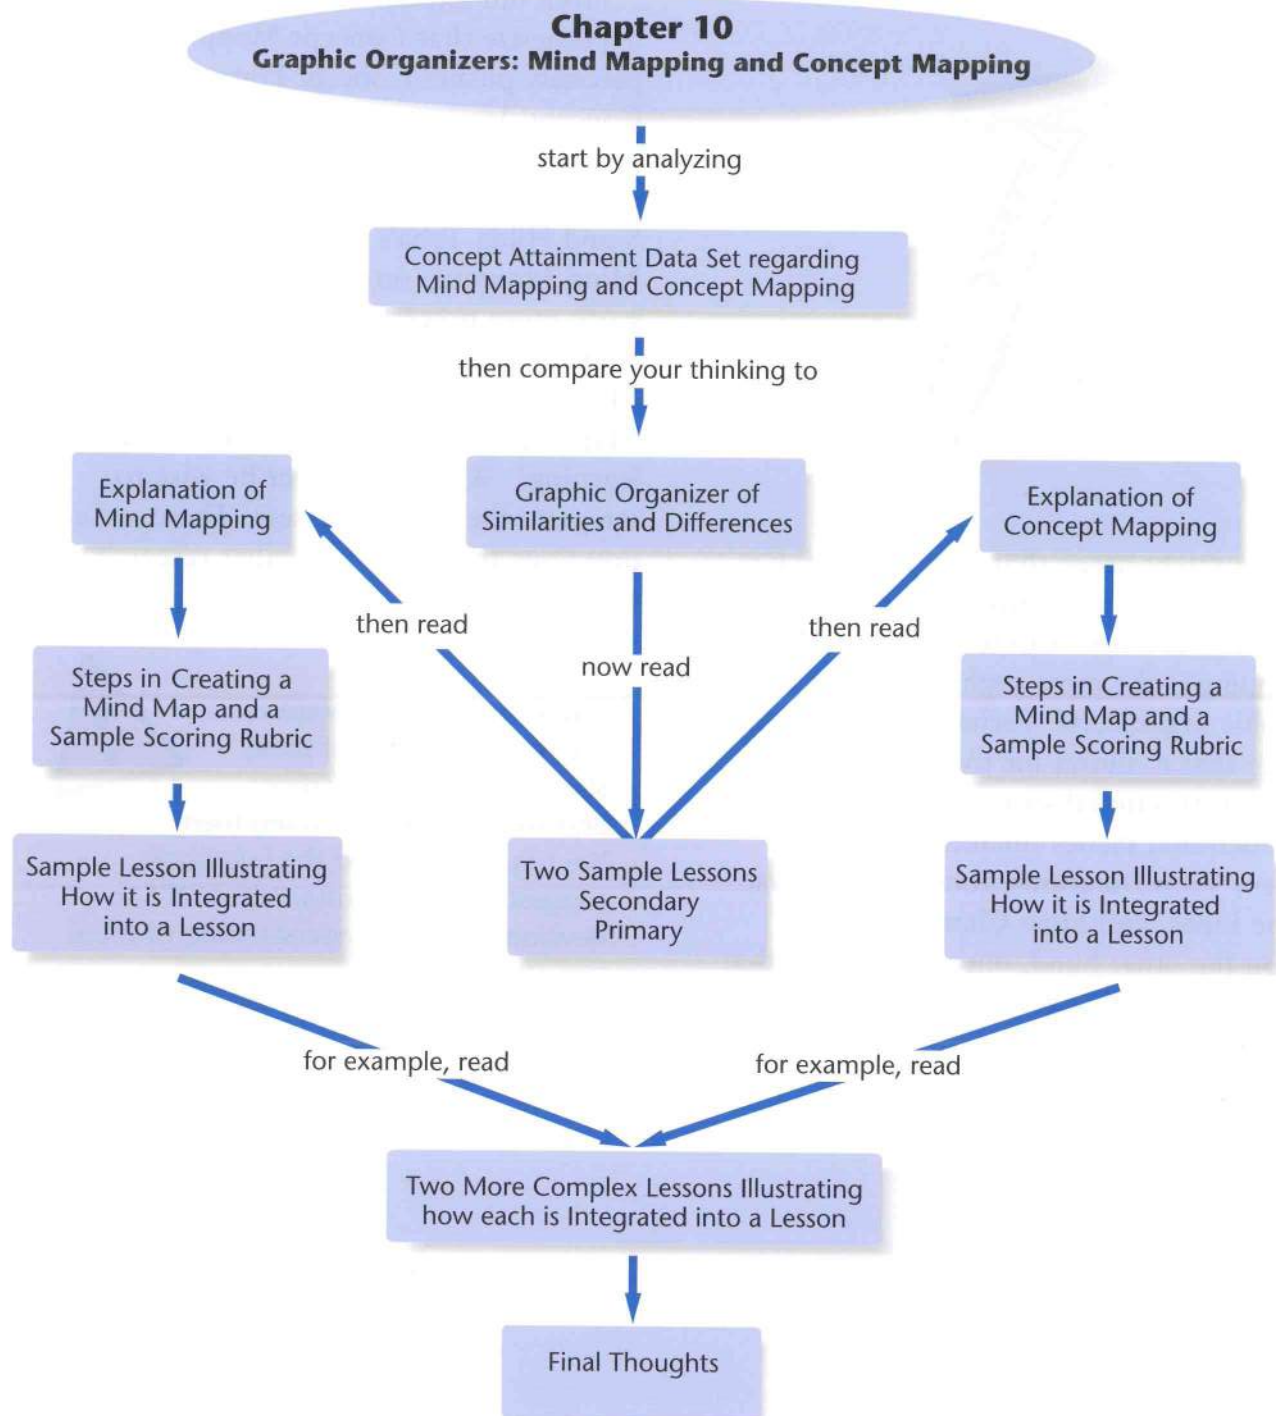 Chapter 10
Graphic Organizers: Mind Mapping and Concept Mapping
start by analyzing
Concept Attainment Data Set regarding
Mind Mapping and Concept Mapping
then compare your thinking to
Explanation of
Mind Mapping
Graphic Organizer of
Similarities and Differences
Explanation of
Concept Mapping
then read
now read
then read
Steps in Creating a
Mind Map and a
Sample Scoring Rubric
Steps in Creating a
Mind Map and a
Sample Scoring Rubric
Sample Lesson Illustrating
How it is Integrated
into a Lesson
Two Sample Lessons
Secondary
Primary
Sample Lesson Illustrating
How it is Integrated
into a Lesson
for example, read
for example, read
Two More Complex Lessons Illustrating
how each is Integrated into a Lesson
Final Thoughts